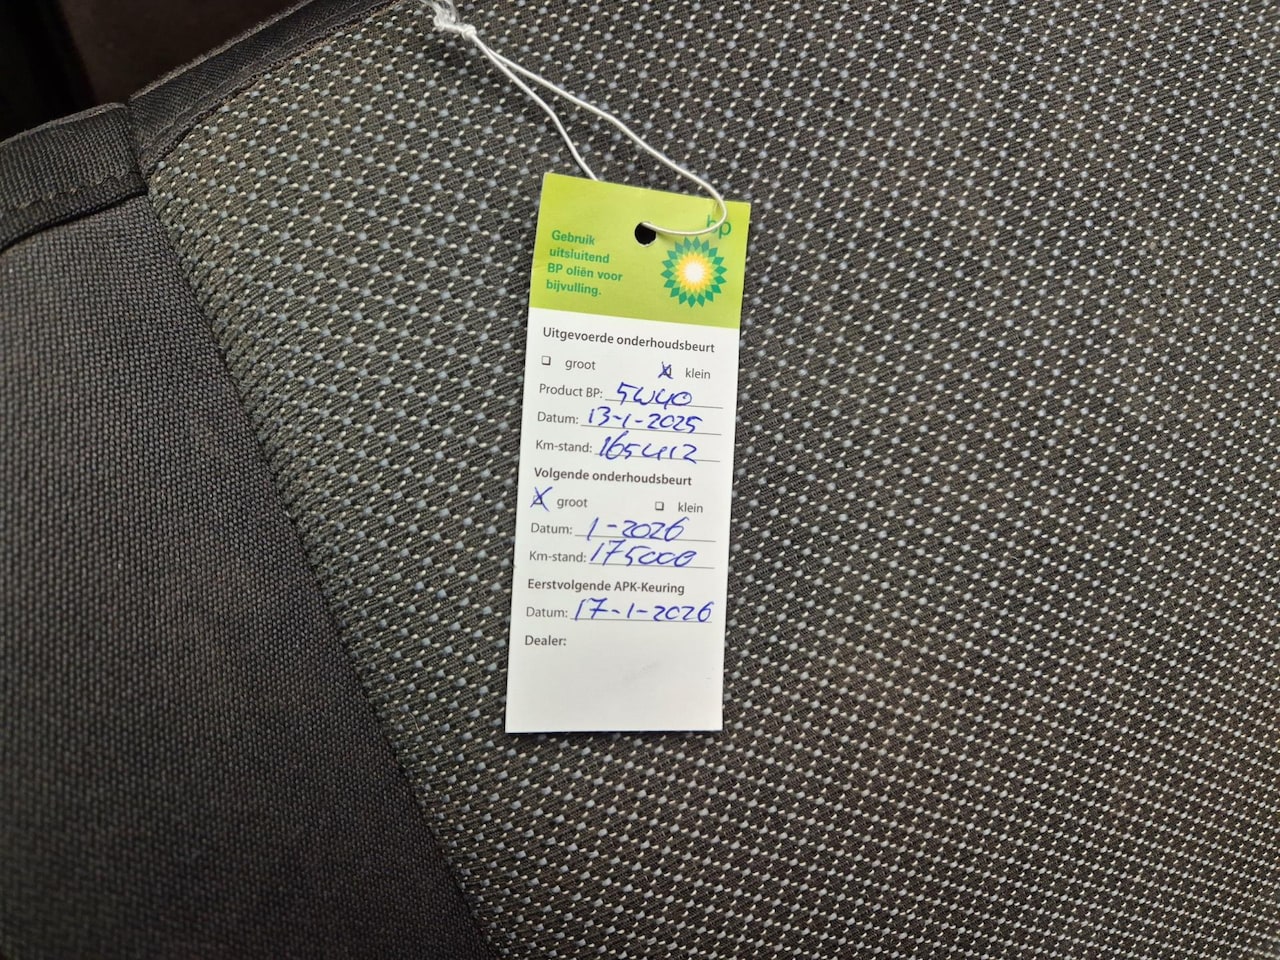 bp
Gebruik
uitsluitend
BP oliën voor
bijvulling.
Uitgevoerde onderhoudsbeurt
groot klein
Product BP: 5W40
Datum: 13-1-2025
Km-stand: 165412
Volgende onderhoudsbeurt
groot klein
Datum: 1-2026
Km-stand: 175000
Eerstvolgende APK-Keuring
Datum: 17-1-2026
Dealer: